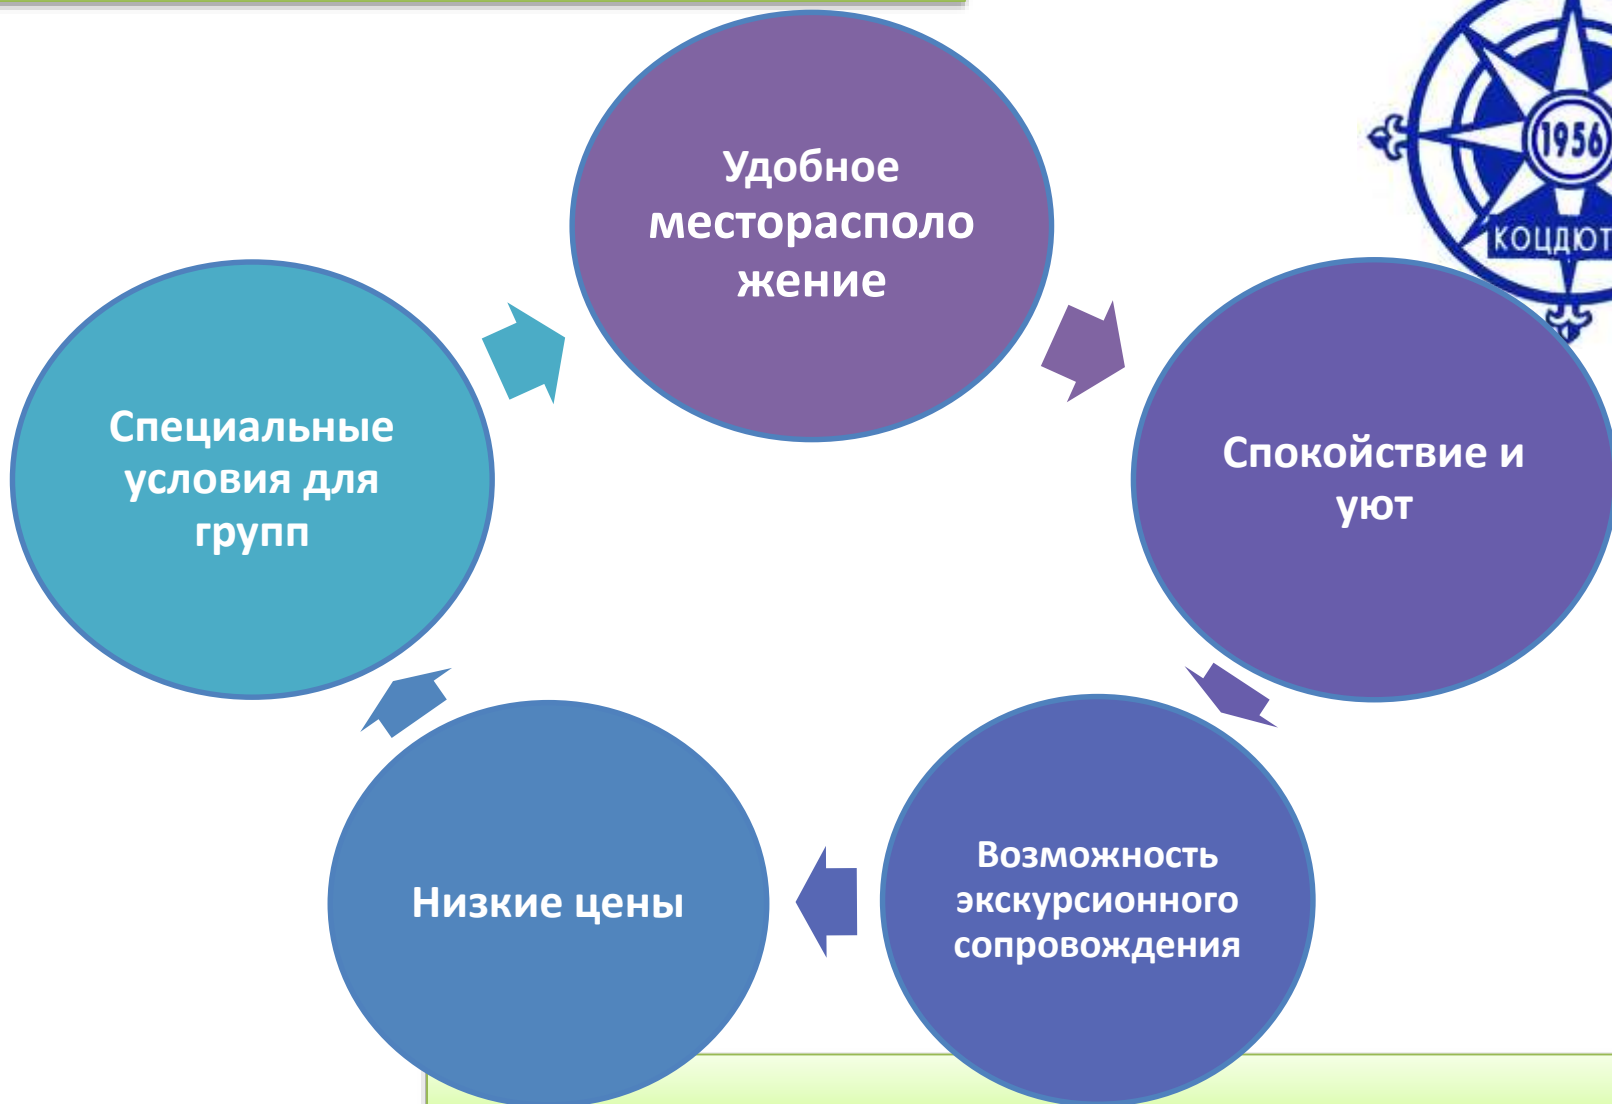 Удобное
месторасполо
жение
1956
КОЦДЮТ
Специальные
условия для
групп
Спокойствие и
уют
Возможность
экскурсионного
сопровождения
Низкие цены